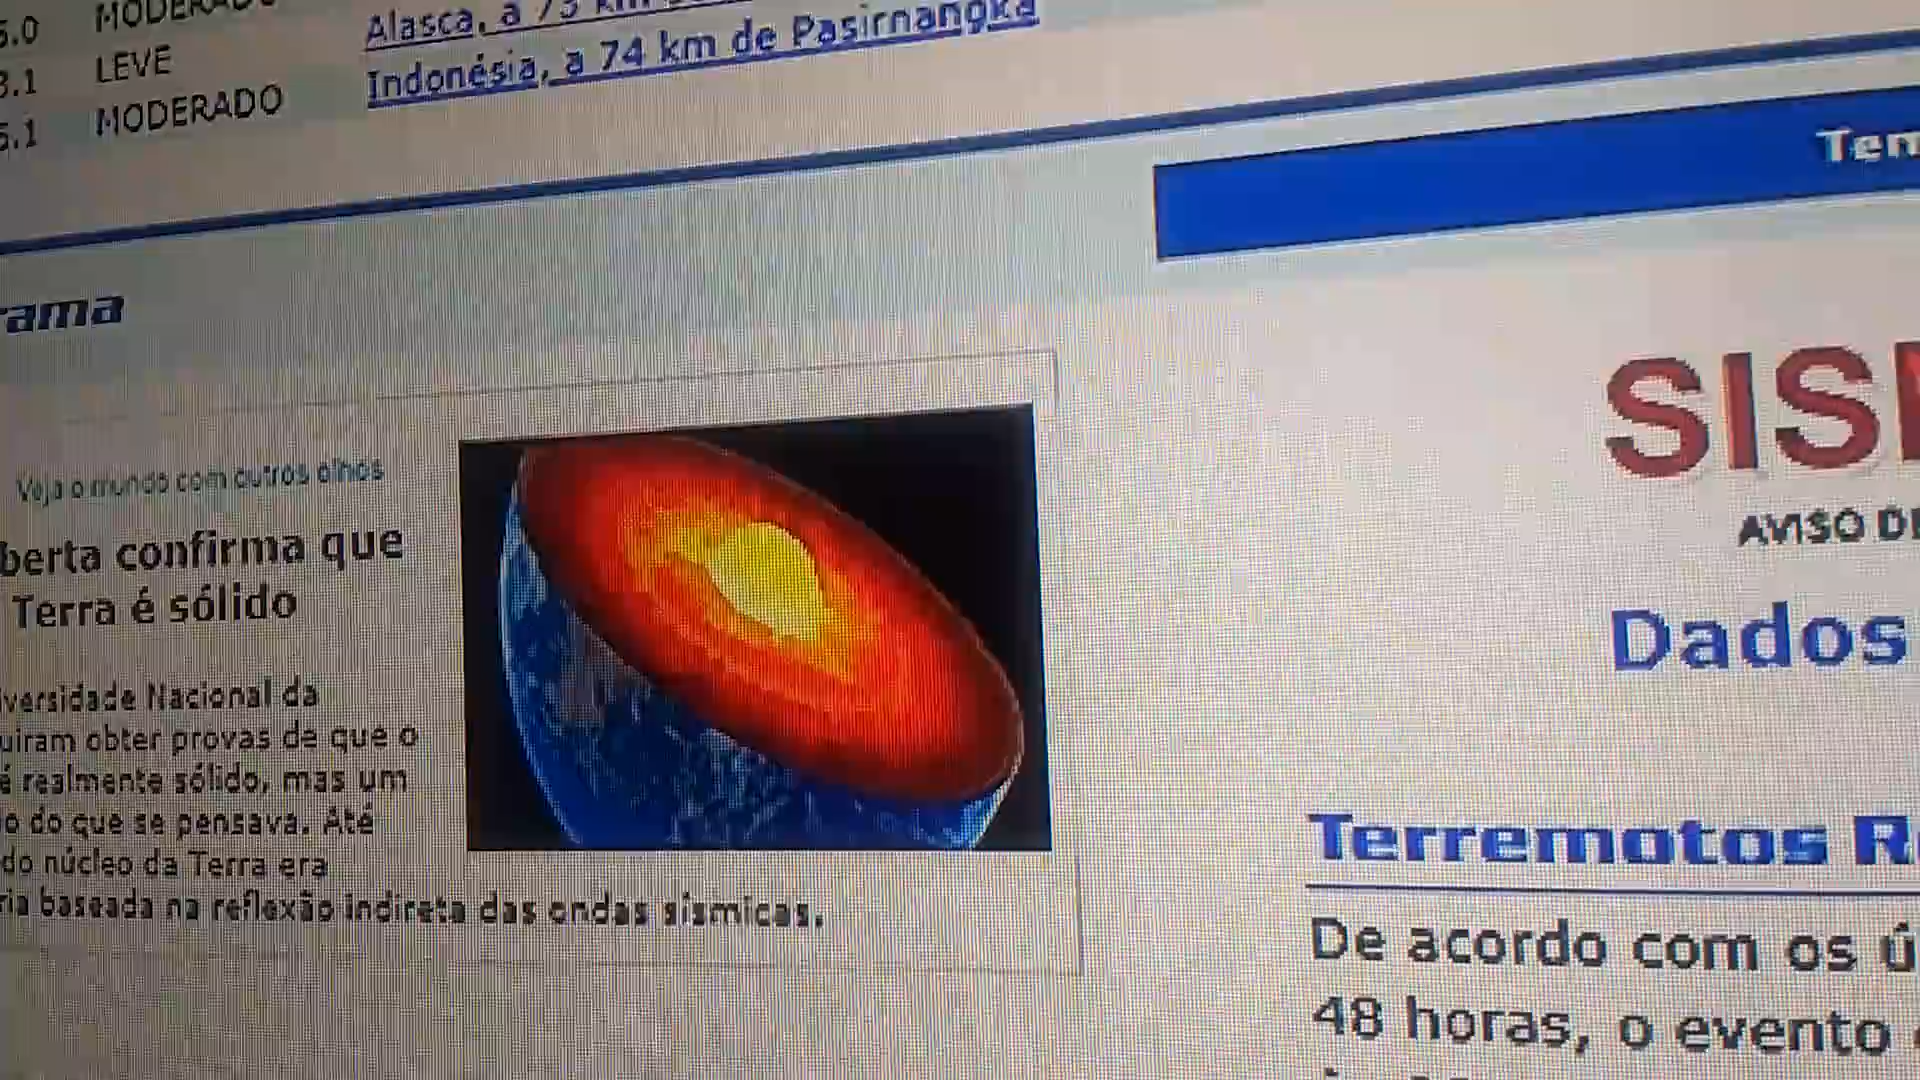 5.0 MODERADO Alasca, a 73 km
3.1 LEVE Indonésia, a 74 km de Pasirnangka
5.1 MODERADO
Tem
rama
SIS
Veja o mundo com outros olhos
AVISO DE
berta confirma que
Terra é sólido
Dados
iversidade Nacional da
uiram obter provas de que o
é realmente sólido, mas um
o do que se pensava. Até
do núcleo da Terra era
ria baseada na reflexão indireta das ondas sísmicas.
Terremotos R
De acordo com os ú
48 horas, o evento